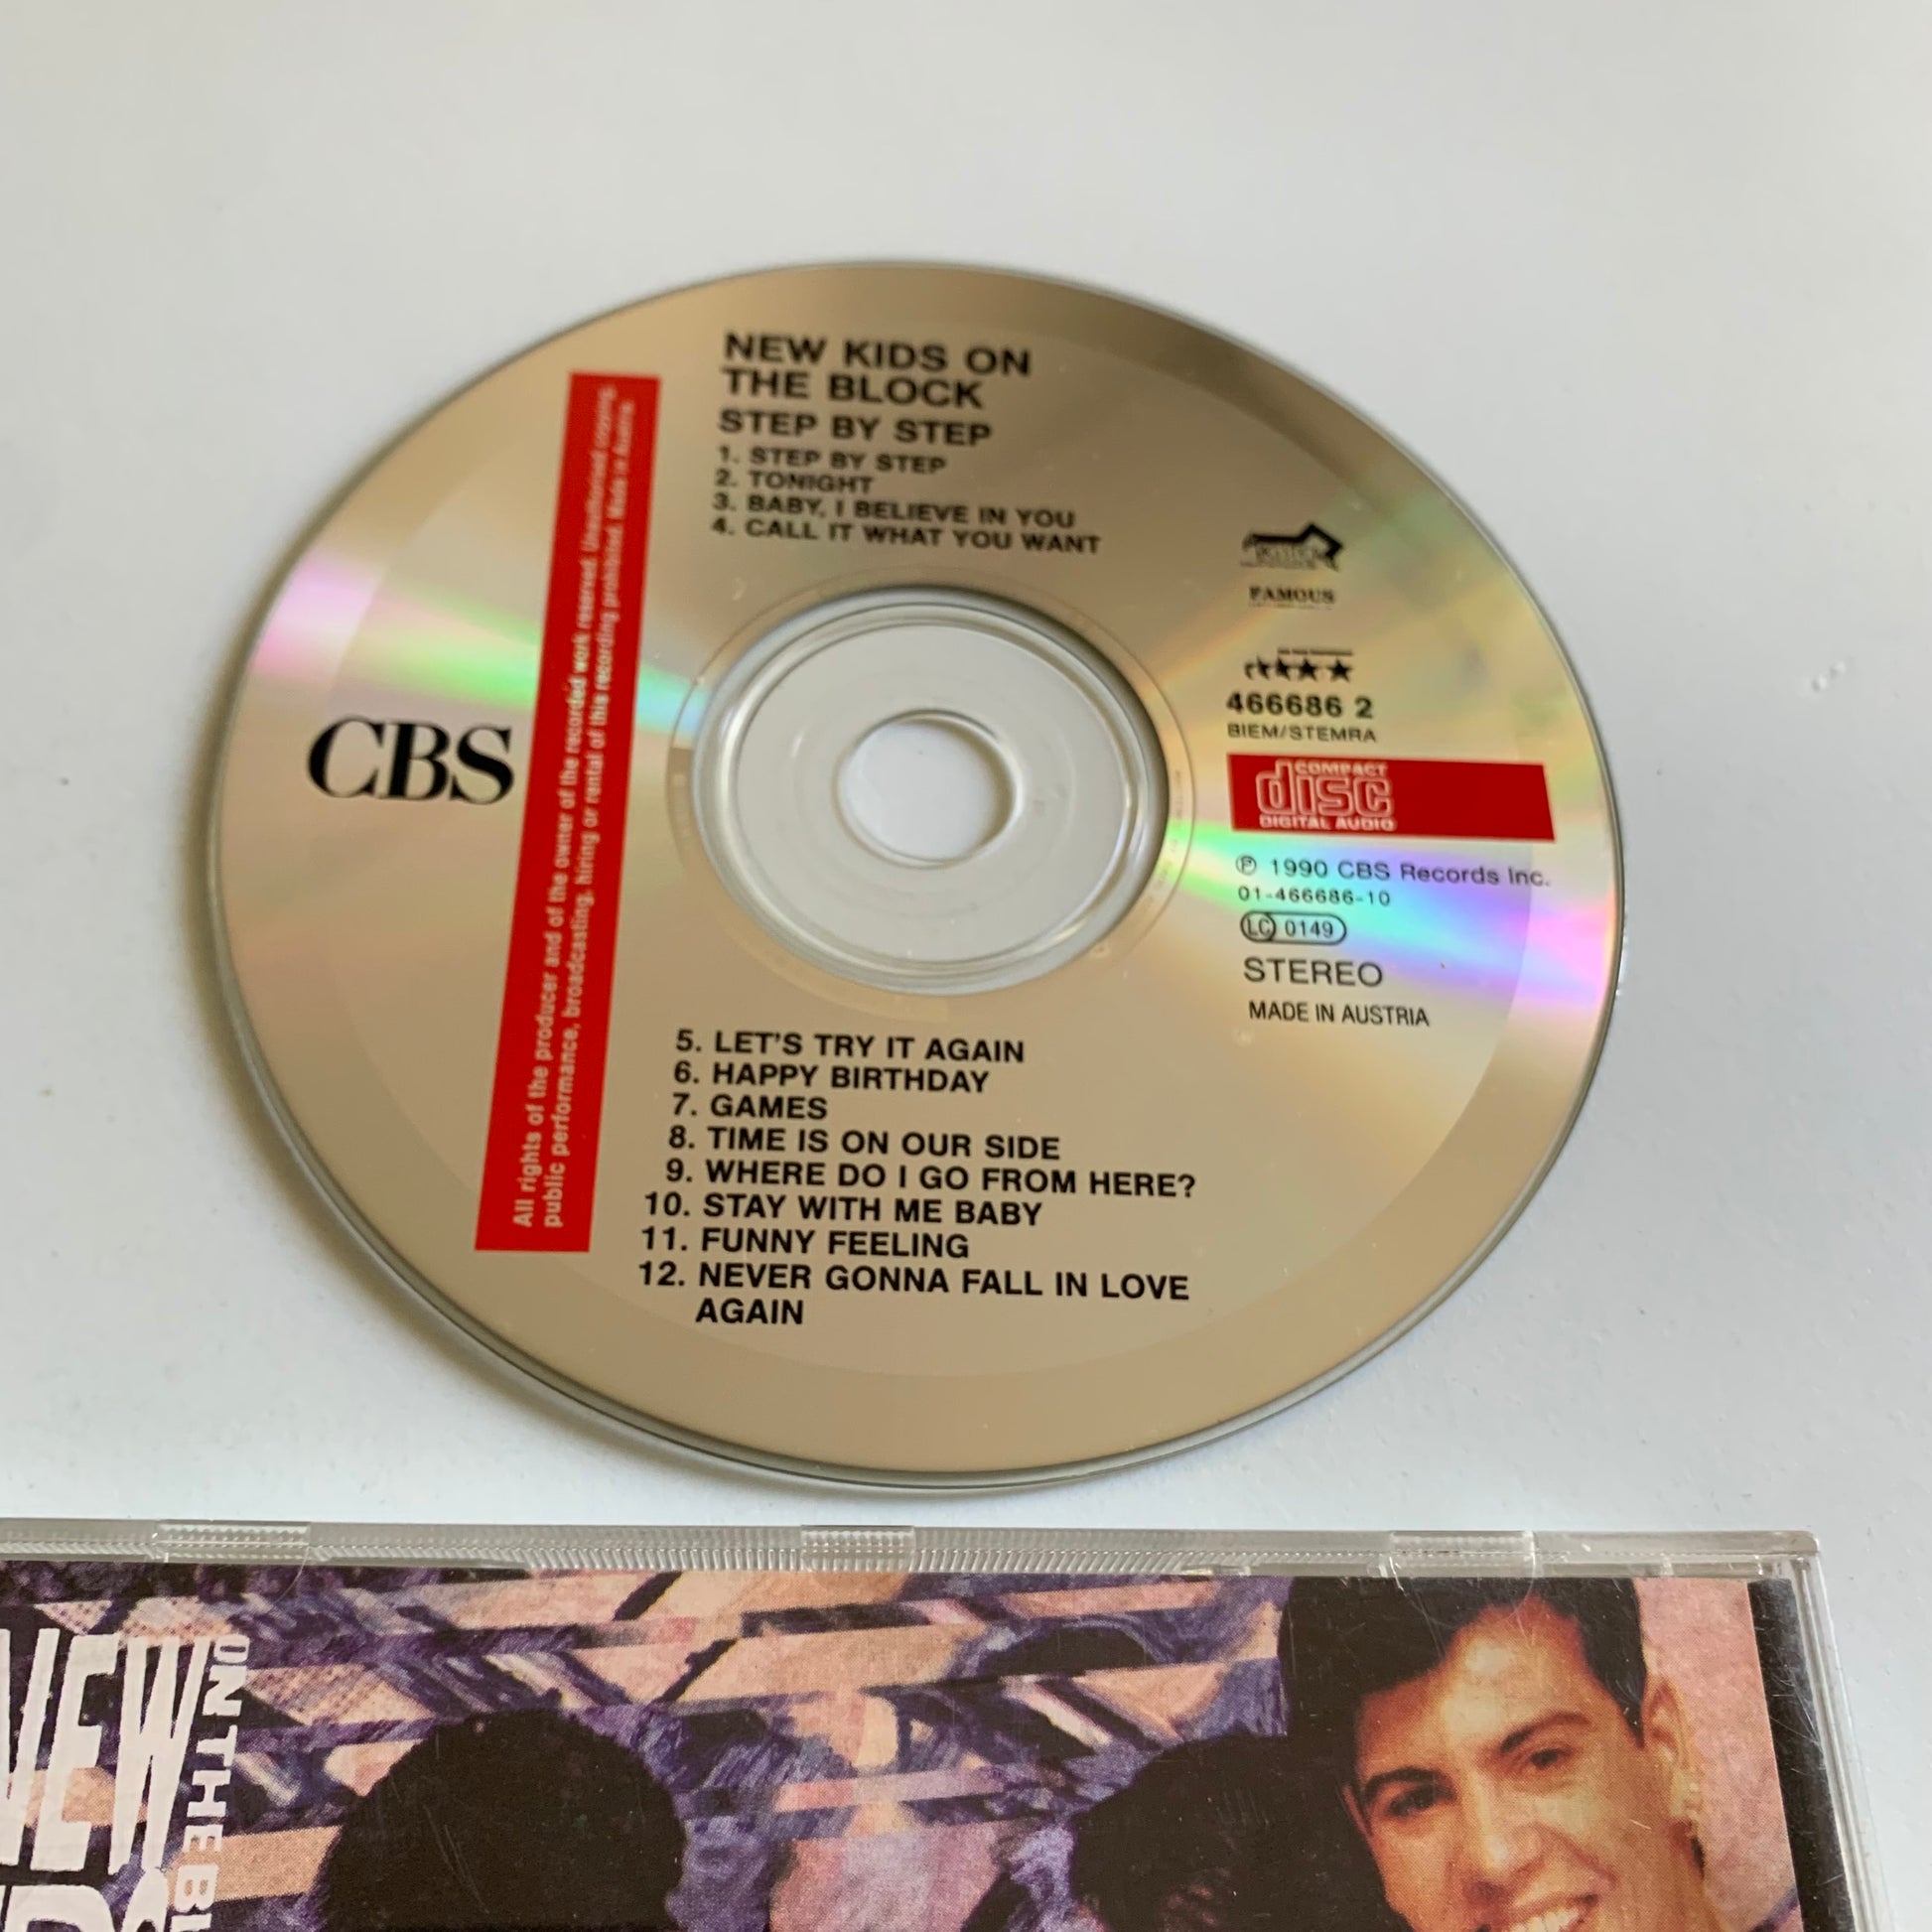 NEW KIDS ON
THE BLOCK
STEP BY STEP
1. STEP BY STEP
2. TONIGHT
3. BABY, I BELIEVE IN YOU
4. CALL IT WHAT YOU WANT
All rights of the producer and of the owner of the recorded work reserved. Unauthorised copying,
public performance, broadcasting, hiring or rental of this recording prohibited. Made in Austria
CBS
FAMOUS
466686 2
BIEM/STEMRA
COMPACT
disc
DIGITAL AUDIO
℗ 1990 CBS Records Inc.
01-466686-10
LC 0149
STEREO
MADE IN AUSTRIA
5. LET'S TRY IT AGAIN
6. HAPPY BIRTHDAY
7. GAMES
8. TIME IS ON OUR SIDE
9. WHERE DO I GO FROM HERE?
10. STAY WITH ME BABY
11. FUNNY FEELING
12. NEVER GONNA FALL IN LOVE
AGAIN
NEW
ON THE